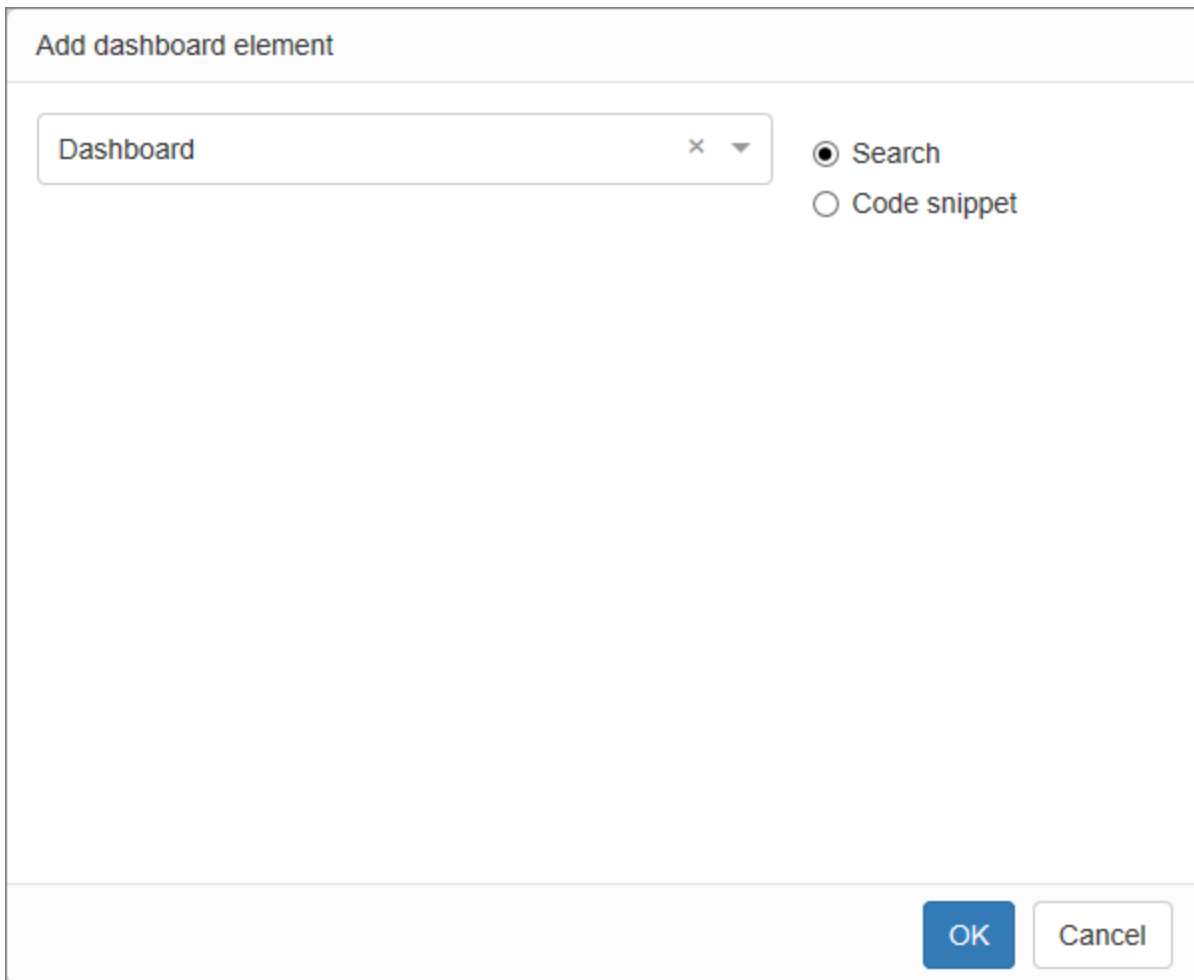 Add dashboard element
Dashboard
Search
Code snippet
OK
Cancel